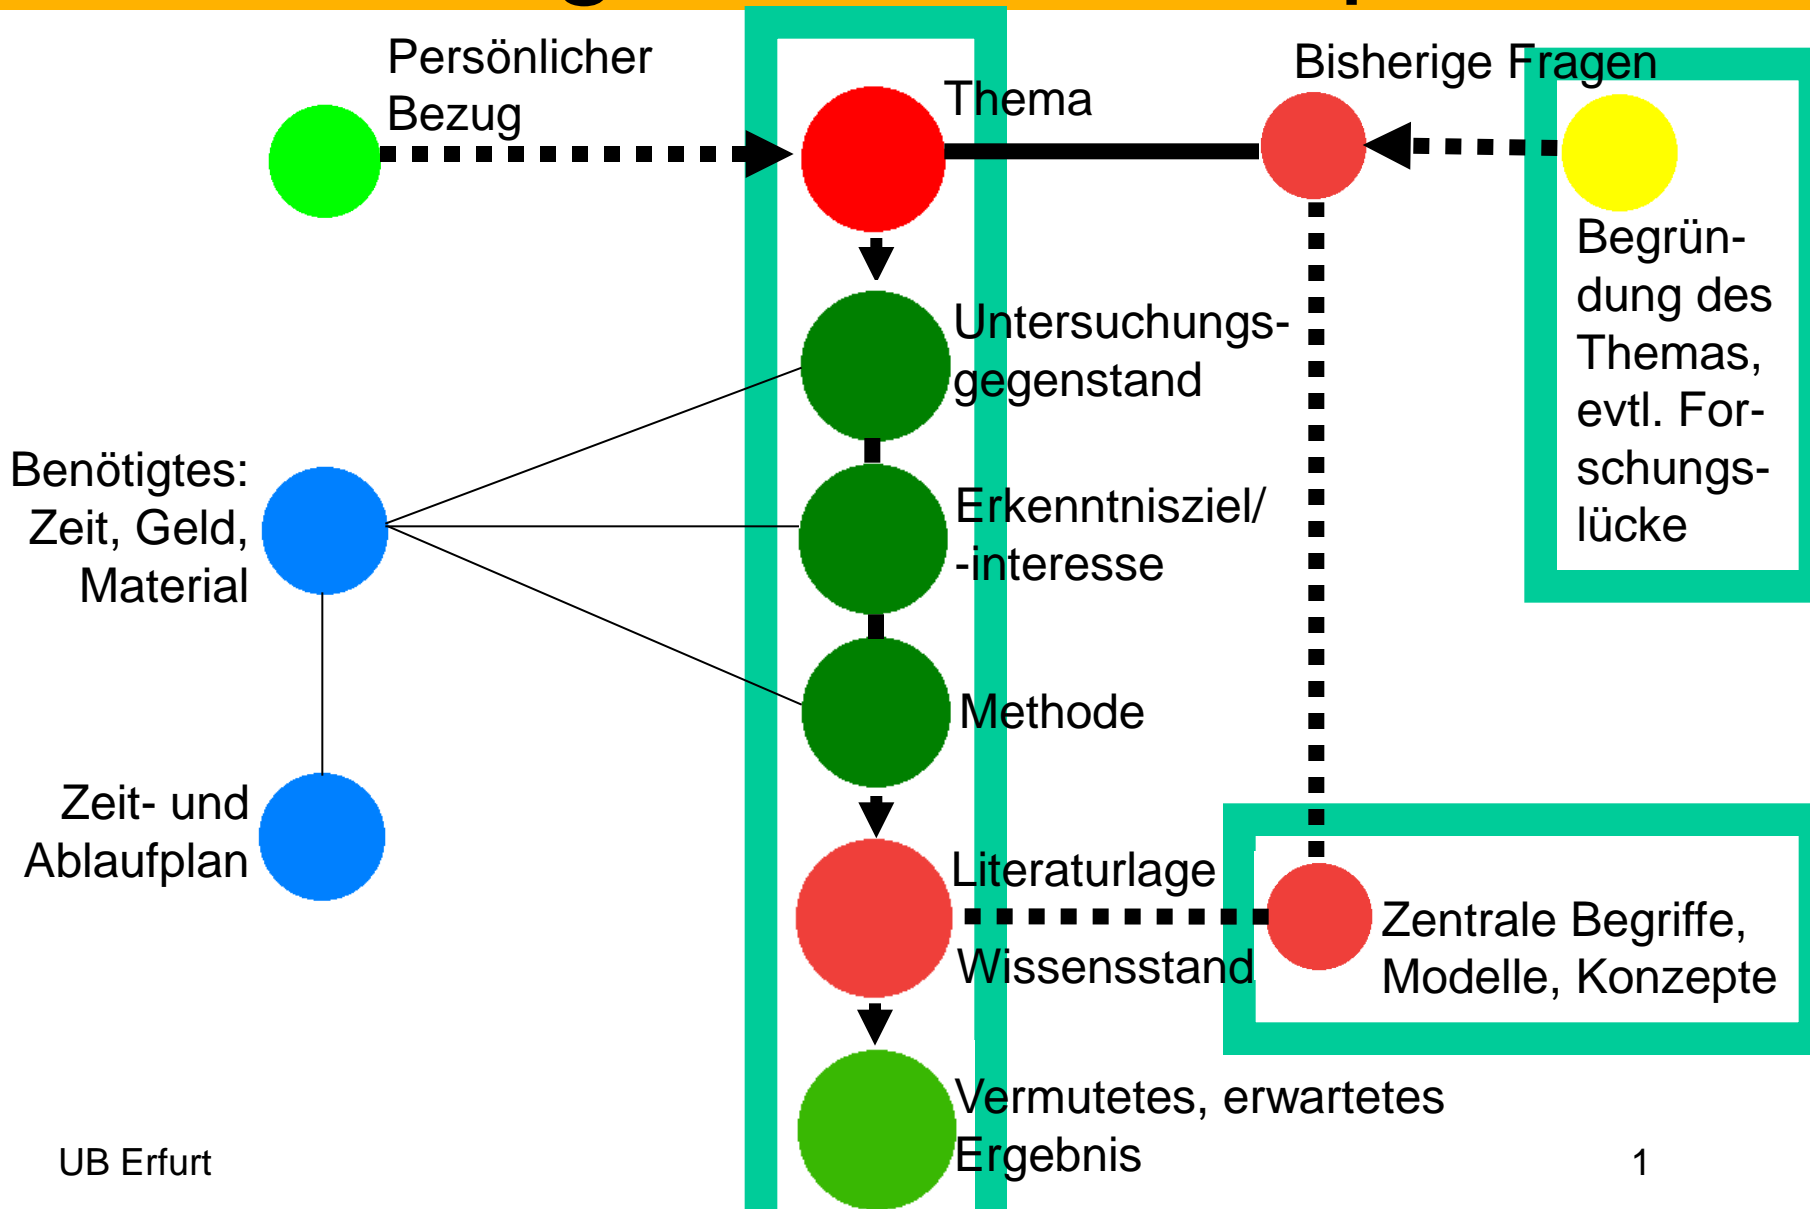 Persönlicher
Bezug
Thema
Bisherige Fragen
Begrün-
dung des
Themas,
evtl. For-
schungs-
lücke
Untersuchungs-
gegenstand
Benötigtes:
Zeit, Geld,
Material
Erkenntnisziel/
-interesse
Methode
Zeit- und
Ablaufplan
Literaturlage
Wissensstand
Zentrale Begriffe,
Modelle, Konzepte
Vermutetes, erwartetes
Ergebnis
UB Erfurt
1